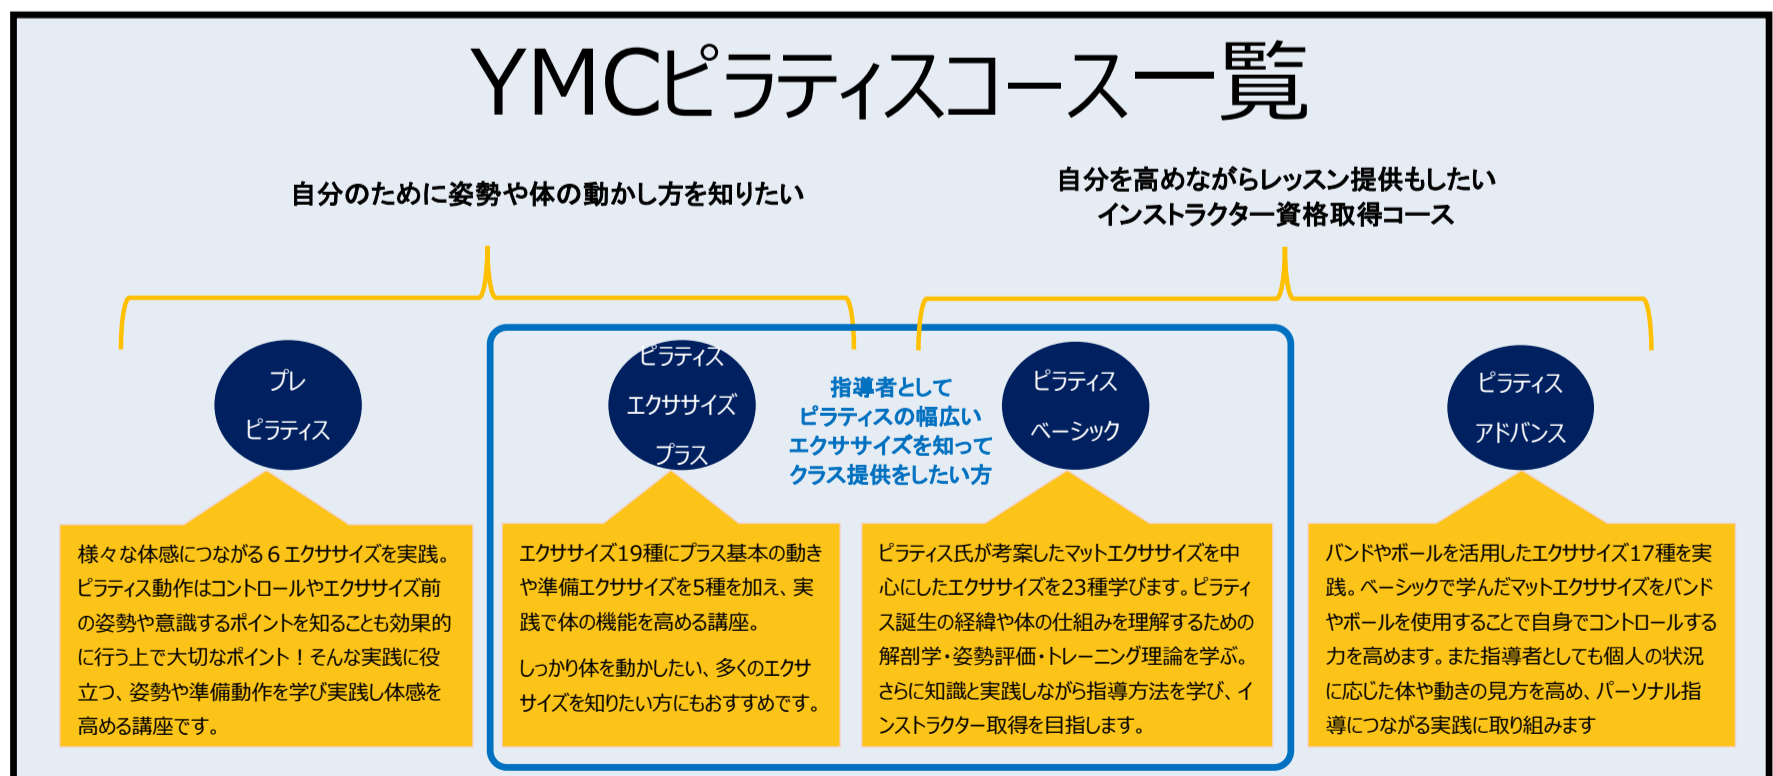 YMCピラティスコース一覧
自分のために姿勢や体の動かし方を知りたい
自分を高めながらレッスン提供もしたい
インストラクター資格取得コース
プレ
ピラティス
ピラティス
エクササイズ
プラス
指導者として
ピラティスの幅広い
エクササイズを知って
クラス提供をしたい方
ピラティス
ベーシック
ピラティス
アドバンス
様々な体感につながる6エクササイズを実践。
ピラティス動作はコントロールやエクササイズ前
の姿勢や意識するポイントを知ることも効果的
に行う上で大切なポイント！そんな実践に役
立つ、姿勢や準備動作を学び実践し体感を
高める講座です。
エクササイズ19種にプラス基本の動き
や準備エクササイズを5種を加え、実
践で体の機能を高める講座。
しっかり体を動かしたい、多くのエクサ
サイズを知りたい方にもおすすめです。
ピラティス氏が考案したマットエクササイズを中
心にしたエクササイズを23種学びます。ピラティ
ス誕生の経緯や体の仕組みを理解するための
解剖学・姿勢評価・トレーニング理論を学ぶ。
さらに知識と実践しながら指導方法を学び、イ
ンストラクター取得を目指します。
バンドやボールを活用したエクササイズ17種を実
践。ベーシックで学んだマットエクササイズをバンド
やボールを使用することで自身でコントロールする
力を高めます。また指導者としても個人の状況
に応じた体や動きの見方を高め、パーソナル指
導につながる実践に取り組みます